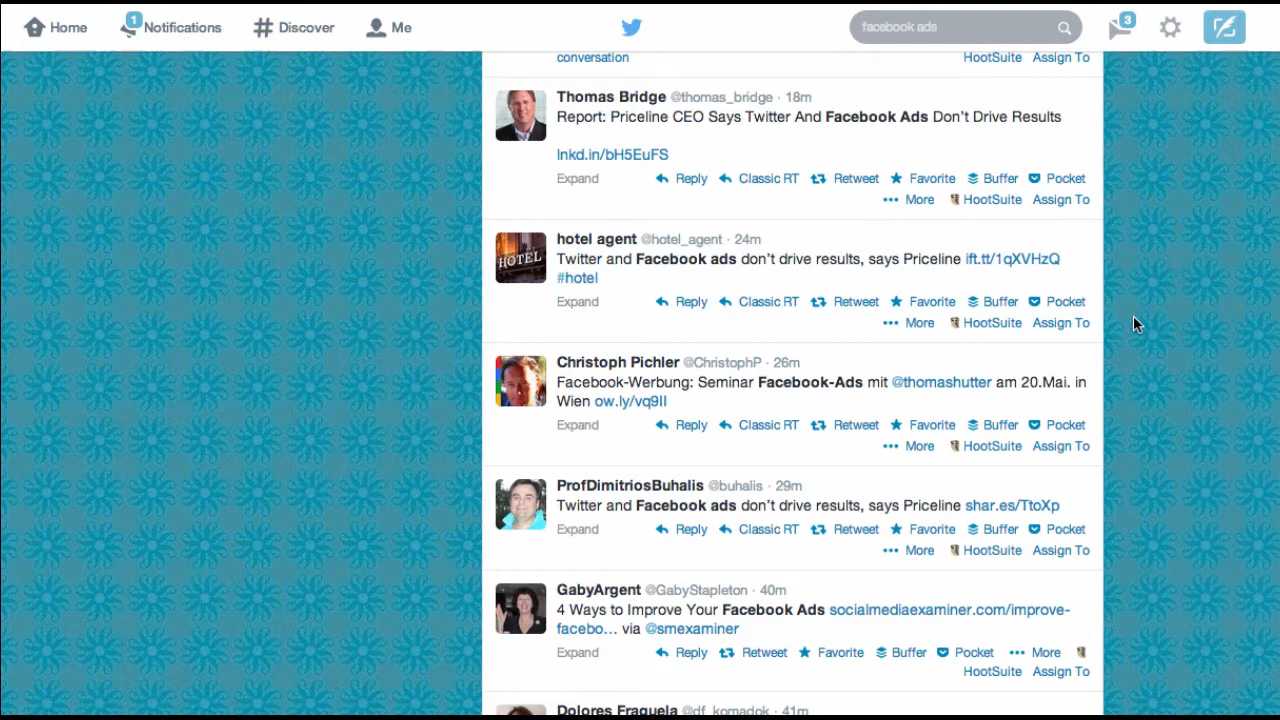 Home 1 Notifications Discover Me facebook ads 3
conversation HootSuite Assign To
Thomas Bridge @thomas_bridge · 18m
Report: Priceline CEO Says Twitter And Facebook Ads Don't Drive Results
lnkd.in/bH5EuFS
Expand Reply Classic RT Retweet Favorite Buffer Pocket
••• More HootSuite Assign To
HOTEL
hotel agent @hotel_agent · 24m
Twitter and Facebook ads don't drive results, says Priceline ift.tt/1qXVHzQ
#hotel
Expand Reply Classic RT Retweet Favorite Buffer Pocket
••• More HootSuite Assign To
Christoph Pichler @ChristophP · 26m
Facebook-Werbung: Seminar Facebook-Ads mit @thomashutter am 20.Mai. in
Wien ow.ly/vq9II
Expand Reply Classic RT Retweet Favorite Buffer Pocket
••• More HootSuite Assign To
ProfDimitriosBuhalis @buhalis · 29m
Twitter and Facebook ads don't drive results, says Priceline shar.es/TtoXp
Expand Reply Classic RT Retweet Favorite Buffer Pocket
••• More HootSuite Assign To
GabyArgent @GabyStapleton · 40m
4 Ways to Improve Your Facebook Ads socialmediaexaminer.com/improve-
facebo... via @smexaminer
Expand Reply Retweet Favorite Buffer Pocket ••• More
HootSuite Assign To
Dolores Fraguela @df_komadok · 41m